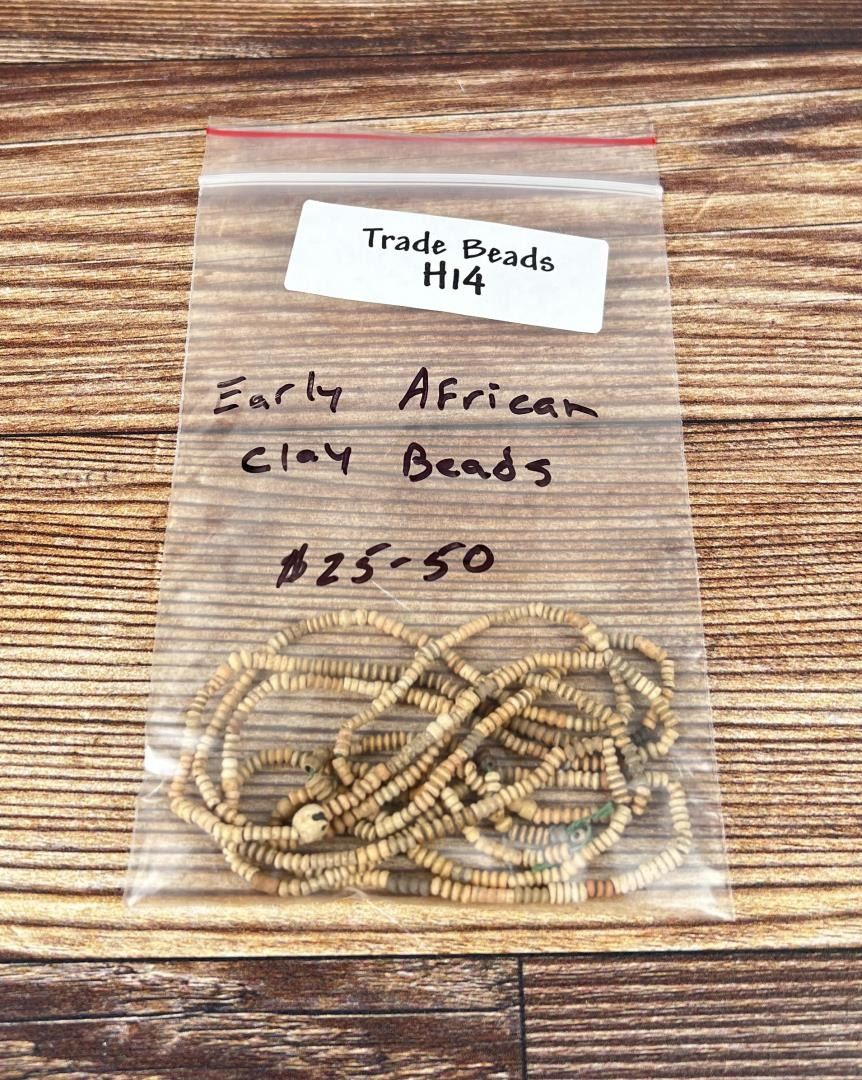 Trade Beads
H14
Early African
Clay Beads
$25-50